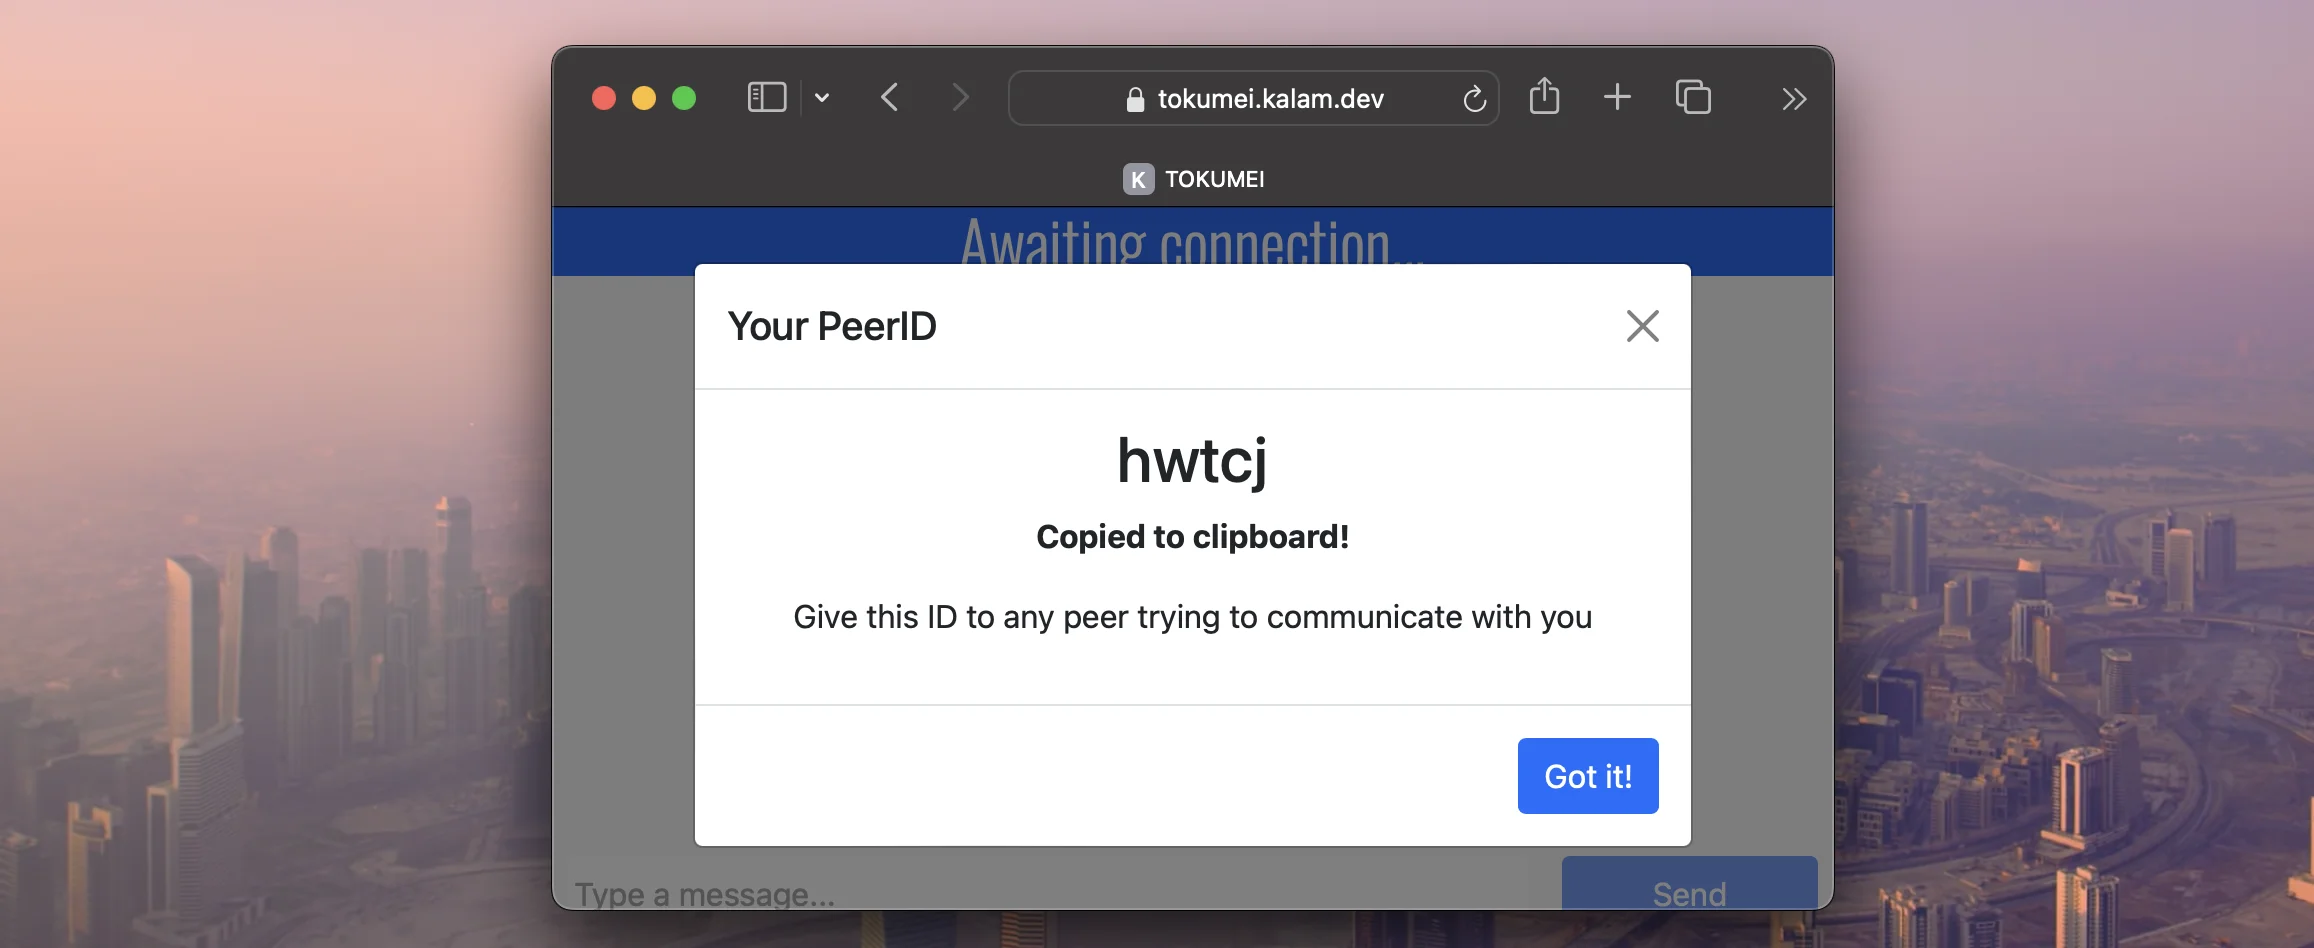 tokumei.kalam.dev
K TOKUMEI
Awaiting connection...
Your PeerID
hwtcj
Copied to clipboard!
Give this ID to any peer trying to communicate with you
Got it!
Type a message...
Send